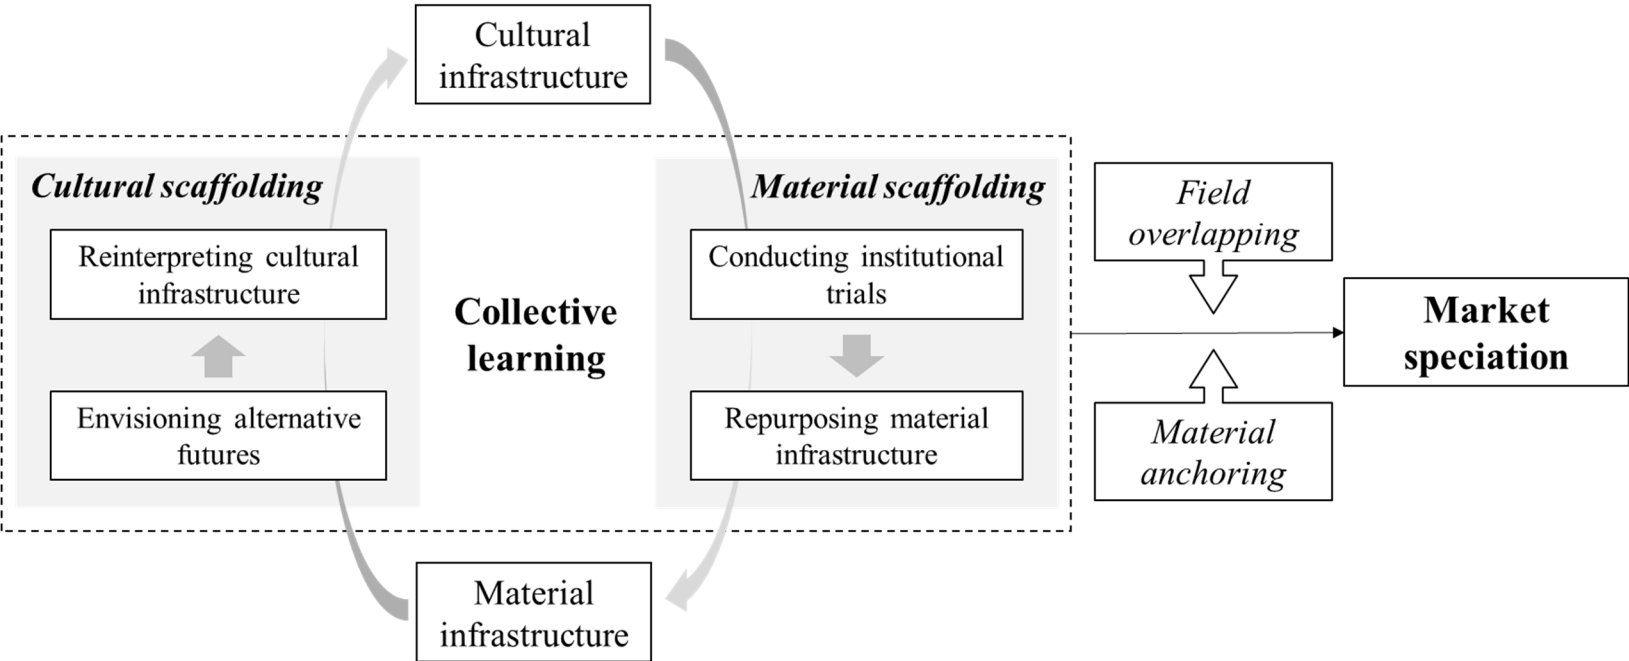 Cultural
infrastructure
Cultural scaffolding
Reinterpreting cultural
infrastructure
Envisioning alternative
futures
Collective
learning
Material scaffolding
Conducting institutional
trials
Repurposing material
infrastructure
Material
infrastructure
Field
overlapping
Material
anchoring
Market
speciation